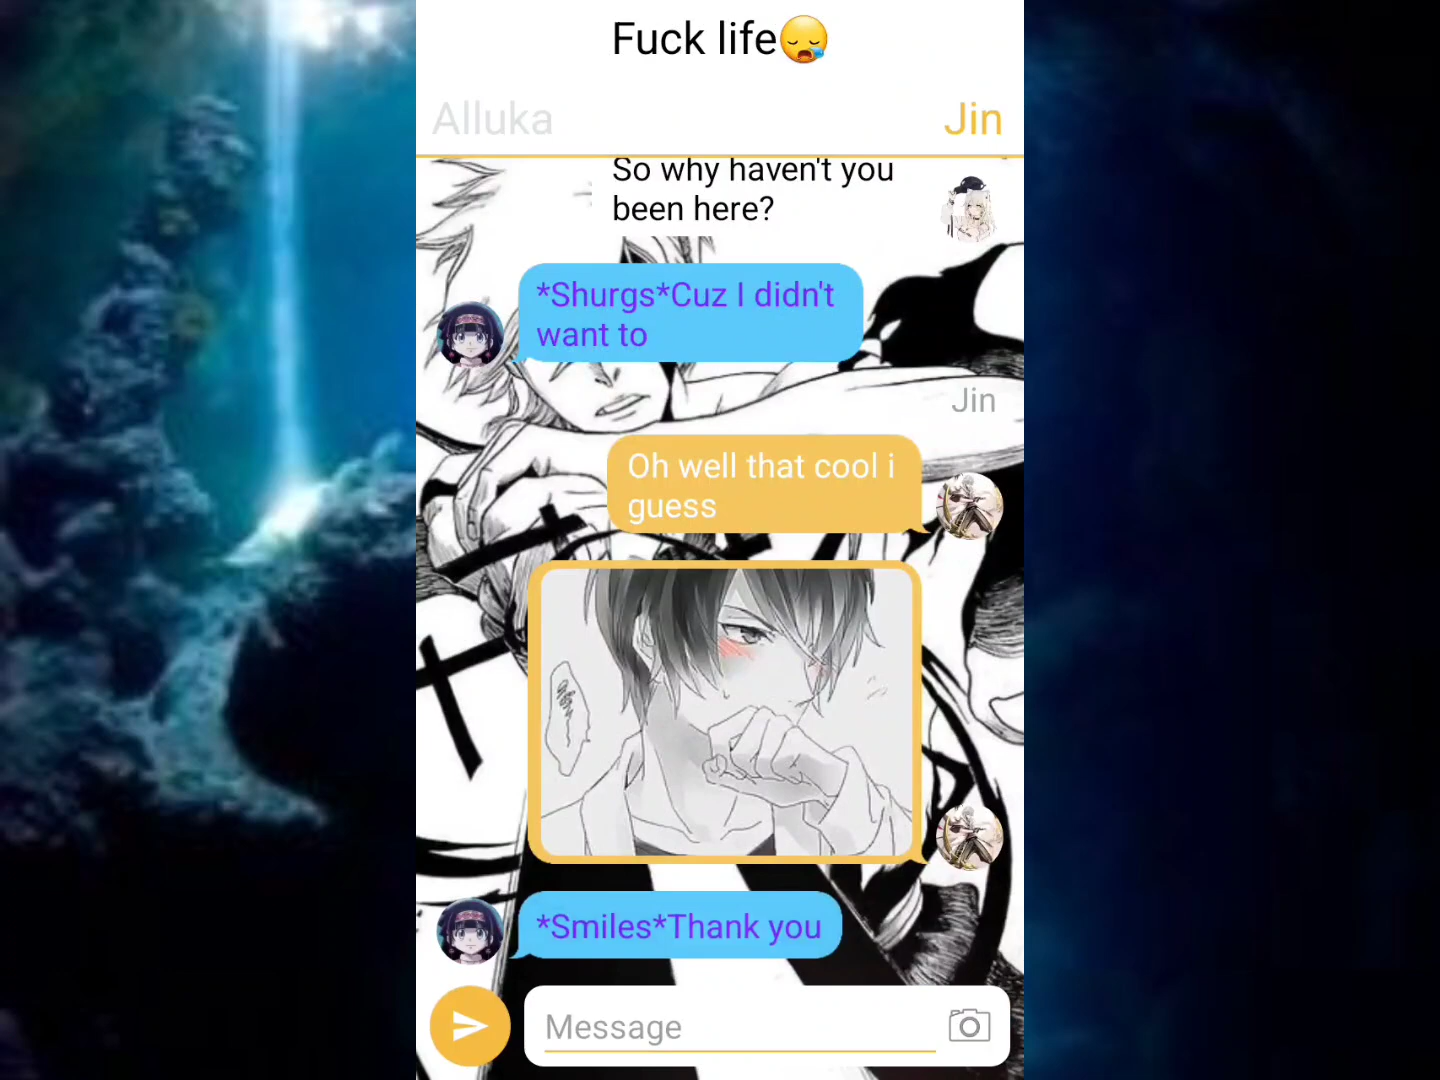 Fuck life😪
Alluka
Jin
So why haven't you
been here?
*Shurgs*Cuz I didn't
want to
Jin
Oh well that cool i
guess
*Smiles*Thank you
Message